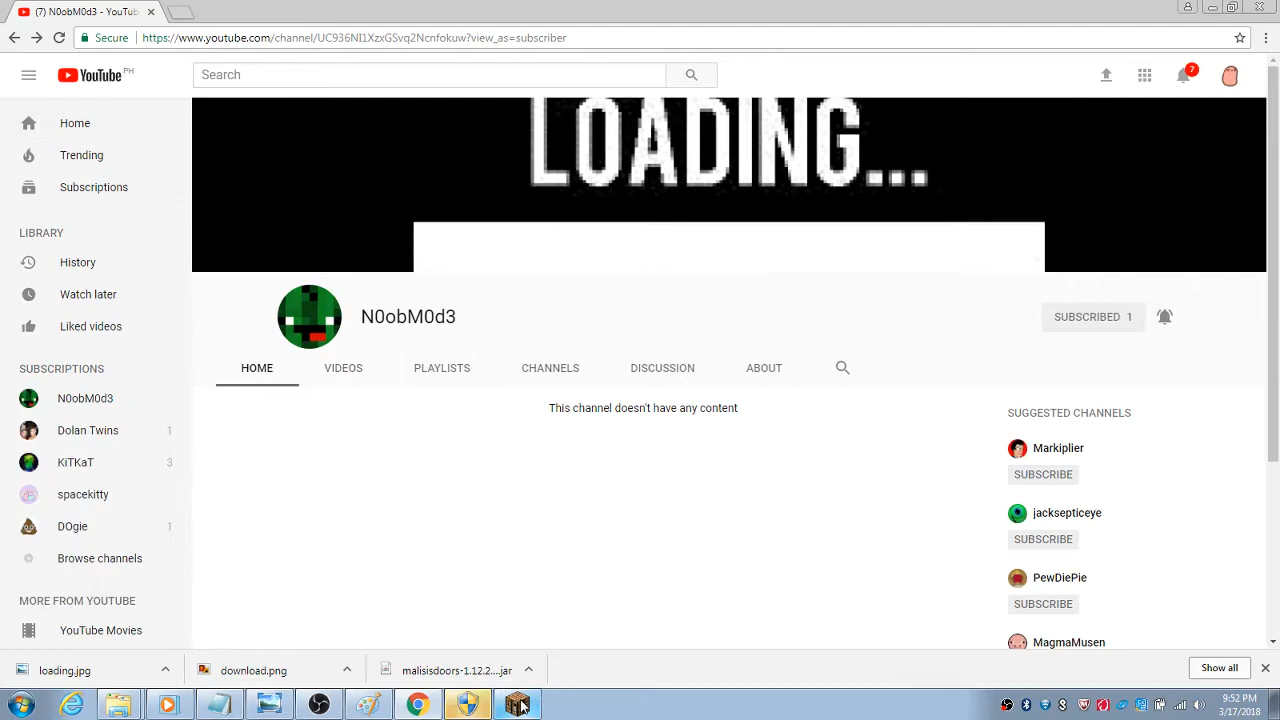 (7) N0obM0d3 - YouTub
Secure
https://www.youtube.com/channel/UC936NI1XzxGSvq2Ncnfokuw?view_as=subscriber
YouTube PH
Search
7
Home
Trending
Subscriptions
LIBRARY
History
Watch later
Liked videos
SUBSCRIPTIONS
N0obM0d3
Dolan Twins 1
KiTKaT 3
spacekitty
DOgie 1
Browse channels
MORE FROM YOUTUBE
YouTube Movies
LOADING...
N0obM0d3
SUBSCRIBED 1
HOME VIDEOS PLAYLISTS CHANNELS DISCUSSION ABOUT
This channel doesn't have any content
SUGGESTED CHANNELS
Markiplier
SUBSCRIBE
jacksepticeye
SUBSCRIBE
PewDiePie
SUBSCRIBE
MagmaMusen
loading.jpg
download.png
malisisdoors-1.12.2....jar
Show all
9:52 PM
3/17/2018